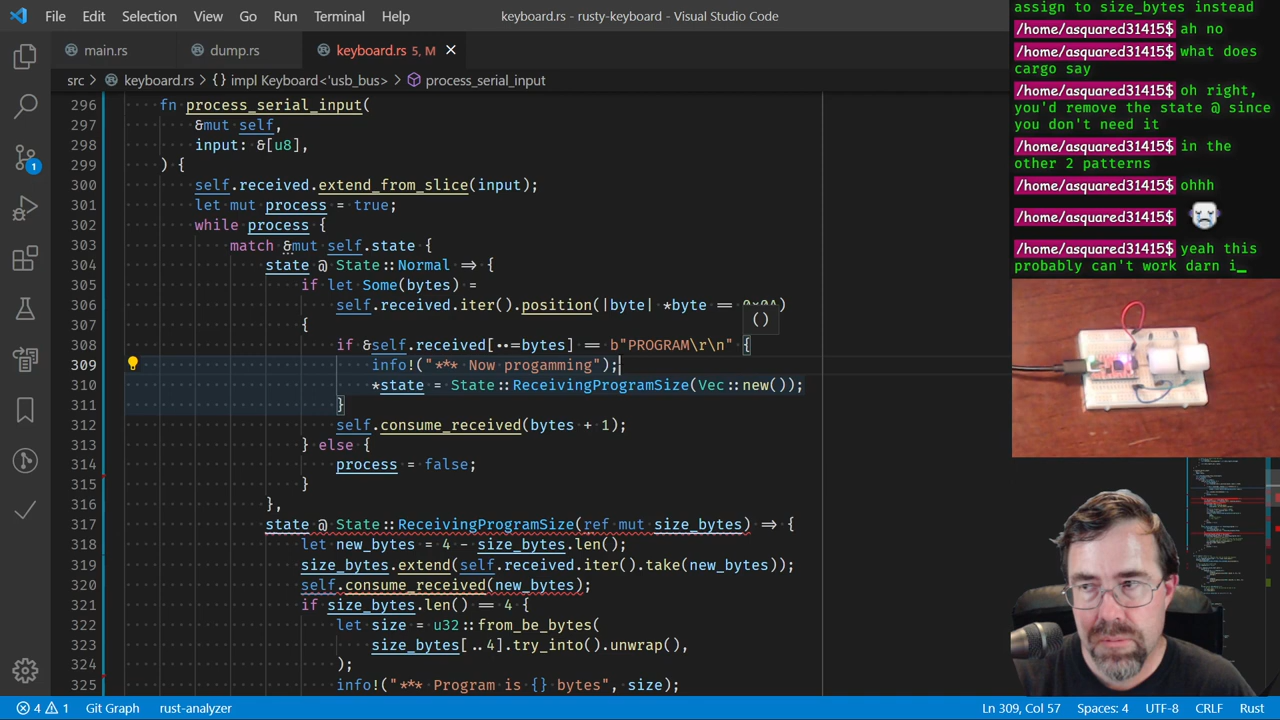 File Edit Selection View Go Run Terminal Help
keyboard.rs - rusty-keyboard - Visual Studio Code
main.rs dump.rs keyboard.rs 5, M
src > keyboard.rs > {} impl Keyboard<usb_bus> > process_serial_input
296 fn process_serial_input(
297 &mut self,
298 input: &[u8],
299 ) {
300 self.received.extend_from_slice(input);
301 let mut process = true;
302 while process {
303 match &mut self.state {
304 state @ State::Normal => {
305 if let Some(bytes) =
306 self.received.iter().position(|byte| *byte == 0x0A)
()
307 {
308 if &self.received[..=bytes] == b"PROGRAM\r\n" {
309 info!("*** Now progamming");
310 *state = State::ReceivingProgramSize(Vec::new());
311 }
312 self.consume_received(bytes + 1);
313 } else {
314 process = false;
315 }
316 },
317 state @ State::ReceivingProgramSize(ref mut size_bytes) => {
318 let new_bytes = 4 - size_bytes.len();
319 size_bytes.extend(self.received.iter().take(new_bytes));
320 self.consume_received(new_bytes);
321 if size_bytes.len() == 4 {
322 let size = u32::from_be_bytes(
323 size_bytes[..4].try_into().unwrap(),
324 );
325 info!("*** Program is {} bytes", size);
1
4 1 Git Graph rust-analyzer
Ln 309, Col 57 Spaces: 4 UTF-8 CRLF Rust
assign to size_bytes instead
/home/asquared31415$ ah no
/home/asquared31415$ what does
cargo say
/home/asquared31415$ oh right,
you'd remove the state @ since
you don't need it
/home/asquared31415$ in the
other 2 patterns
/home/asquared31415$ ohhh
/home/asquared31415$
/home/asquared31415$ yeah this
probably can't work darn i_